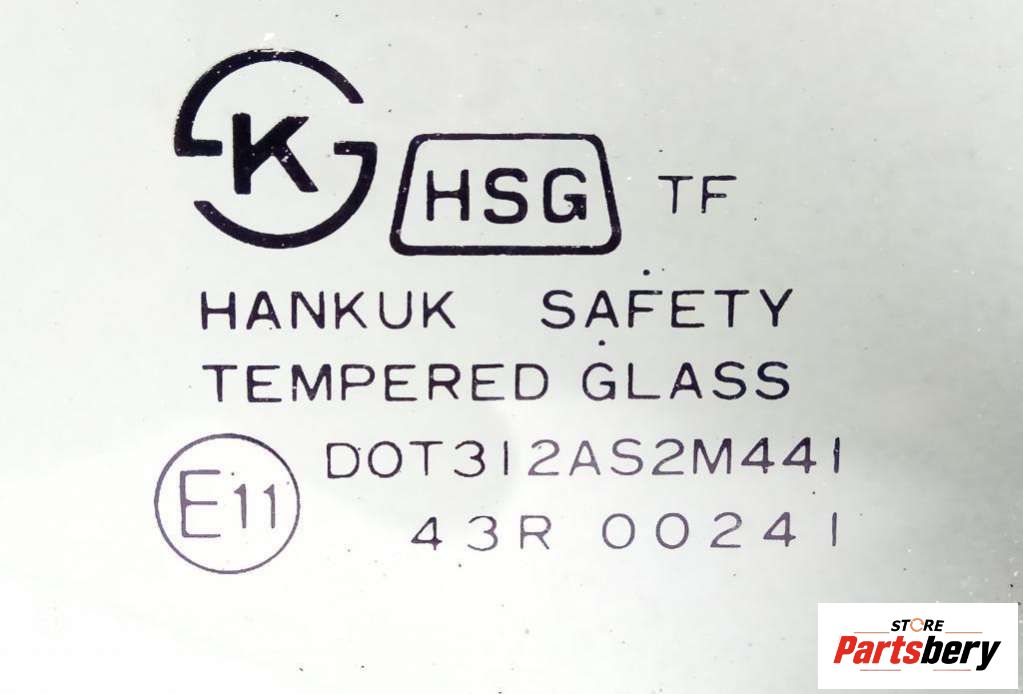 K HSG TF
HANKUK SAFETY
TEMPERED GLASS
E11 DOT312AS2M441
43R 00241
STORE
Partsbery